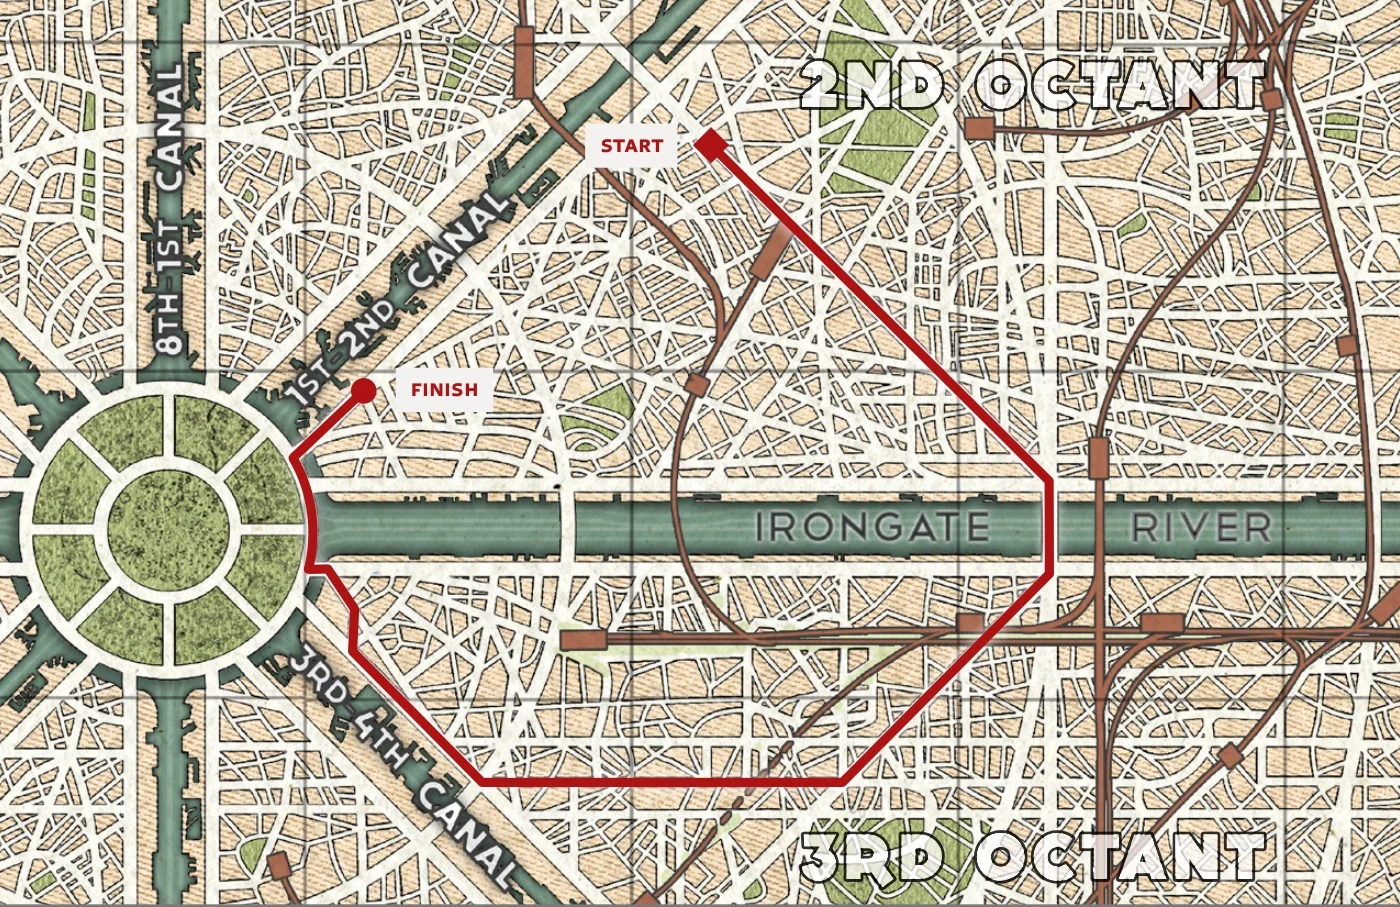 2ND OCTANT
8TH 1ST CANAL
START
1ST 2ND CANAL
FINISH
IRONGATE RIVER
3RD 4TH CANAL
3RD OCTANT